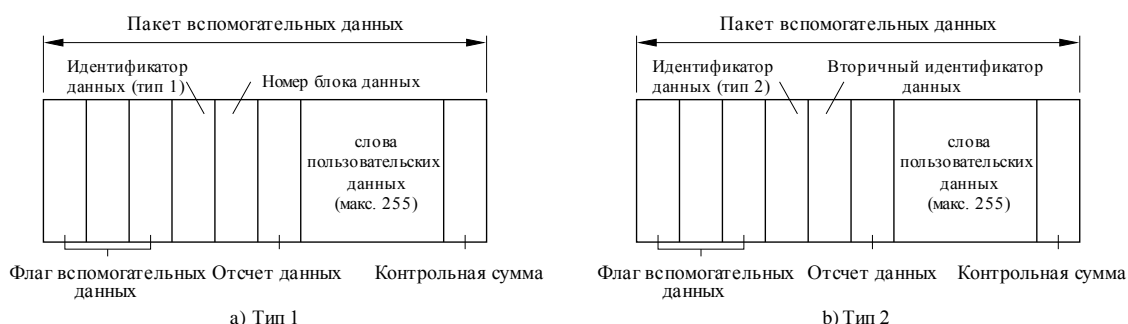 Пакет вспомогательных данных
Идентификатор
данных (тип 1)
Номер блока данных
слова
пользовательских
данных
(макс. 255)
Флаг вспомогательных
данных
Отсчет данных
Контрольная сумма
a) Тип 1
Пакет вспомогательных данных
Идентификатор
данных (тип 2)
Вторичный идентификатор
данных
слова
пользовательских
данных
(макс. 255)
Флаг вспомогательных
данных
Отсчет данных
Контрольная сумма
b) Тип 2